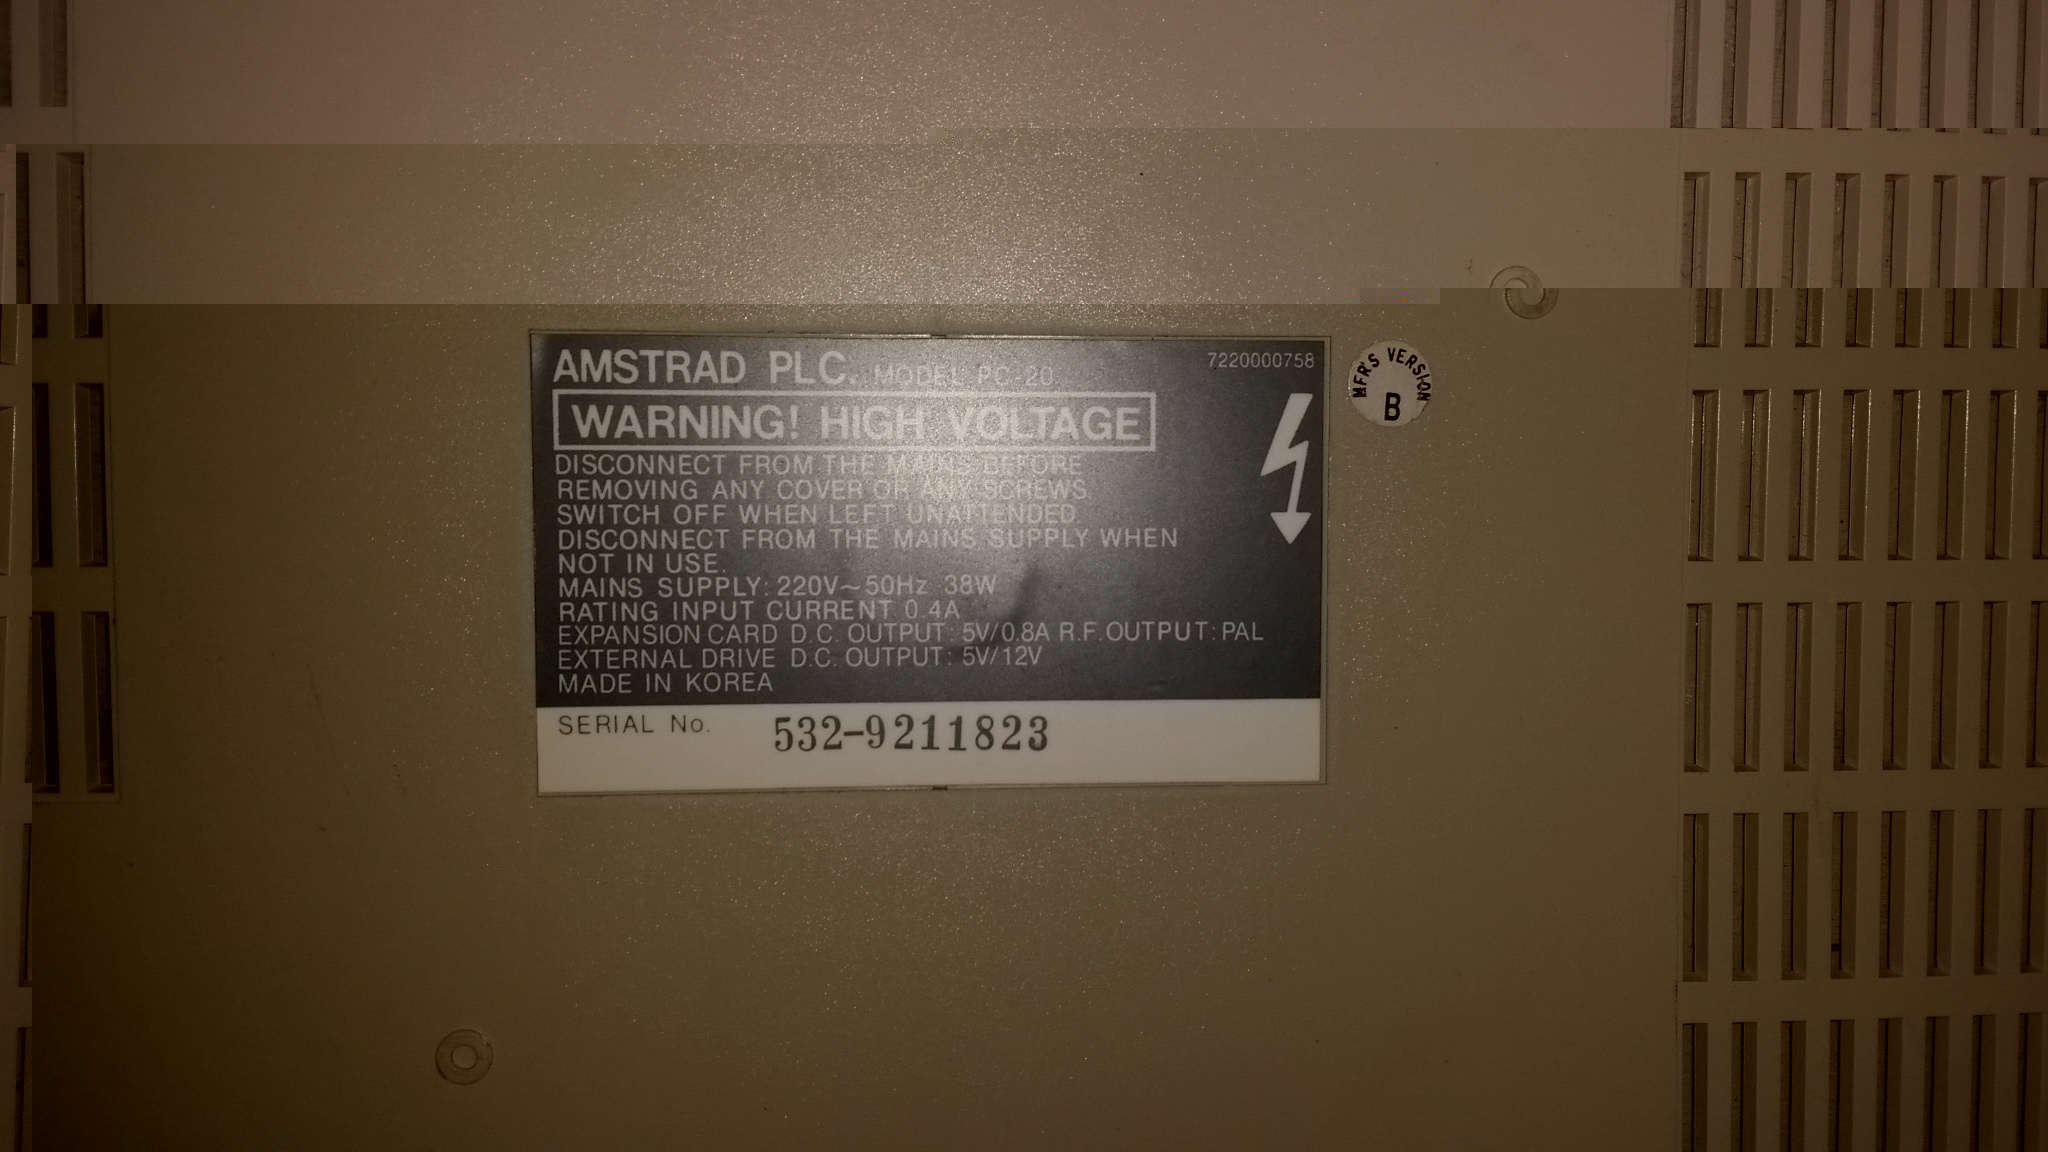 AMSTRAD PLC. MODEL PC 20 7220000758
WARNING! HIGH VOLTAGE
DISCONNECT FROM THE MAINS BEFORE
REMOVING ANY COVER OR ANY SCREWS
SWITCH OFF WHEN LEFT UNATTENDED
DISCONNECT FROM THE MAINS SUPPLY WHEN
NOT IN USE.
MAINS SUPPLY: 220V~50Hz 38W
RATING INPUT CURRENT 0.4A
EXPANSION CARD D.C. OUTPUT: 5V/0.8A R.F. OUTPUT: PAL
EXTERNAL DRIVE D.C. OUTPUT: 5V/12V
MADE IN KOREA
SERIAL No. 532-9211823
MFR'S VERSION
B